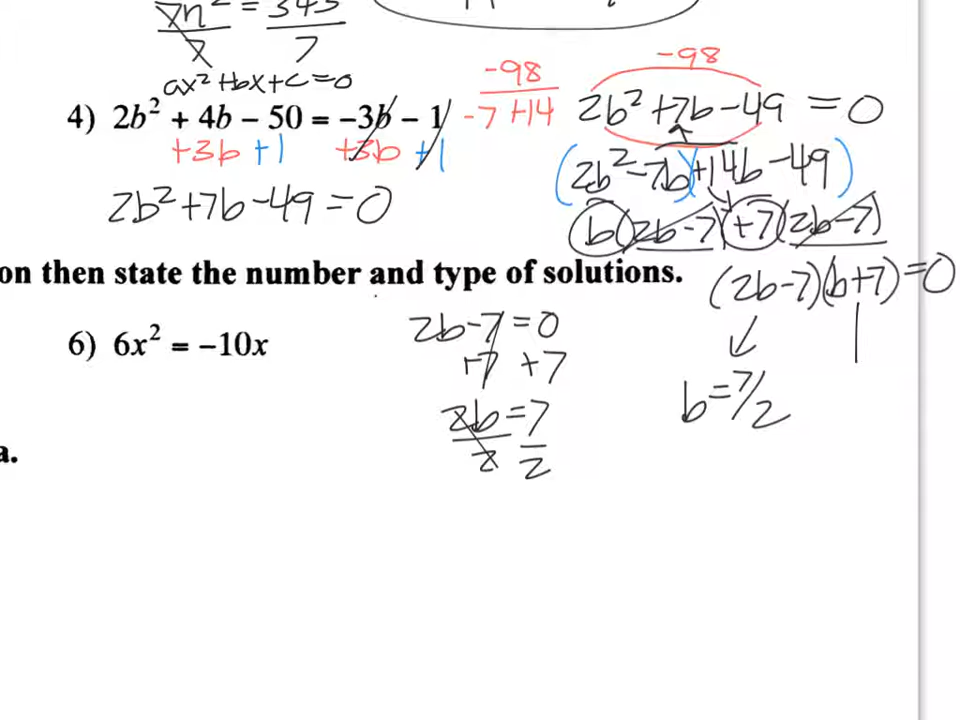 7n² = 343
7 7
ax²+bx+c=0
4) 2b² + 4b − 50 = −3b − 1
+3b +1 +3b +1
2b²+7b−49=0
−98
−7 +14
−98
2b²+7b−49 =0
(2b²−7b)(+14b−49)
b(2b−7)+7(2b−7)
(2b−7)(b+7)=0
b=7/2
on then state the number and type of solutions.
6) 6x² = −10x
2b−7=0
+7 +7
2b=7
2 2
a.